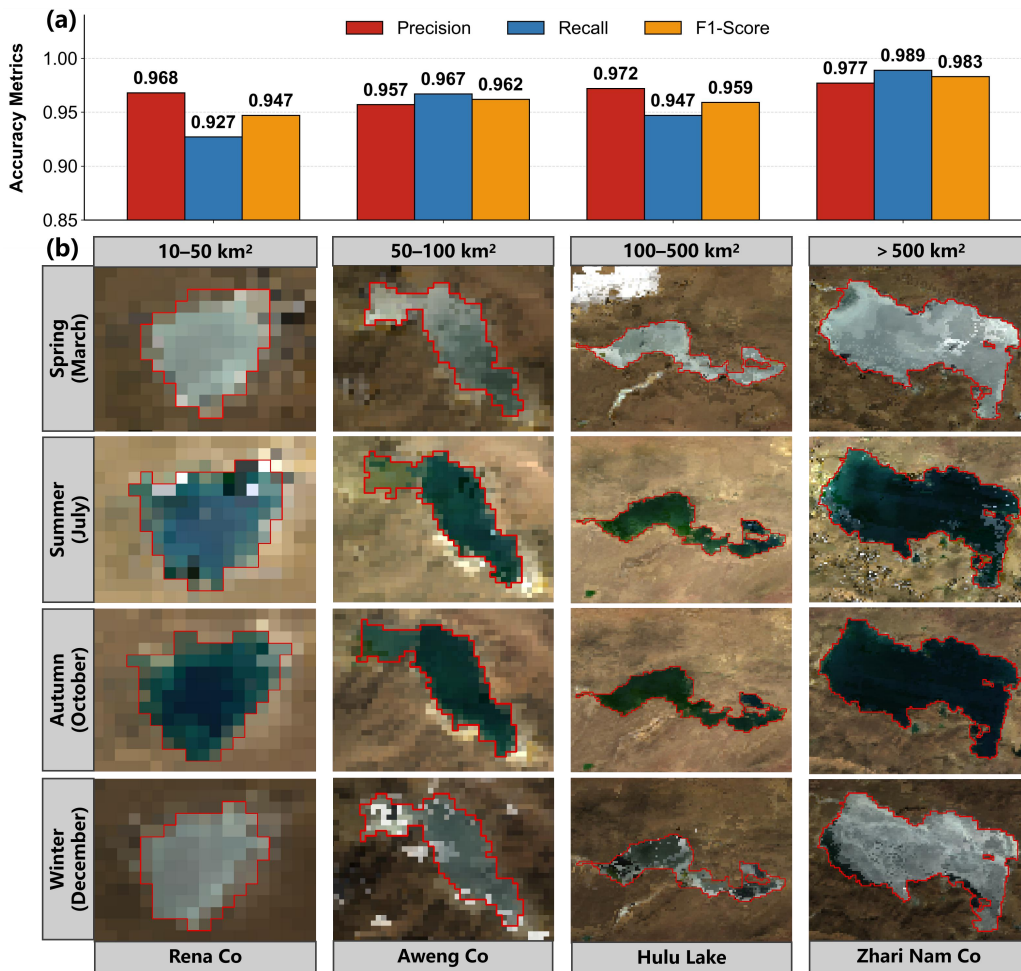 (a)
Precision Recall F1-Score
Accuracy Metrics
1.00
0.95
0.90
0.85
0.968 0.927 0.947
0.957 0.967 0.962
0.972 0.947 0.959
0.977 0.989 0.983
(b)
10–50 km² 50–100 km² 100–500 km² > 500 km²
Spring
(March)
Summer
(July)
Autumn
(October)
Winter
(December)
Rena Co Aweng Co Hulu Lake Zhari Nam Co